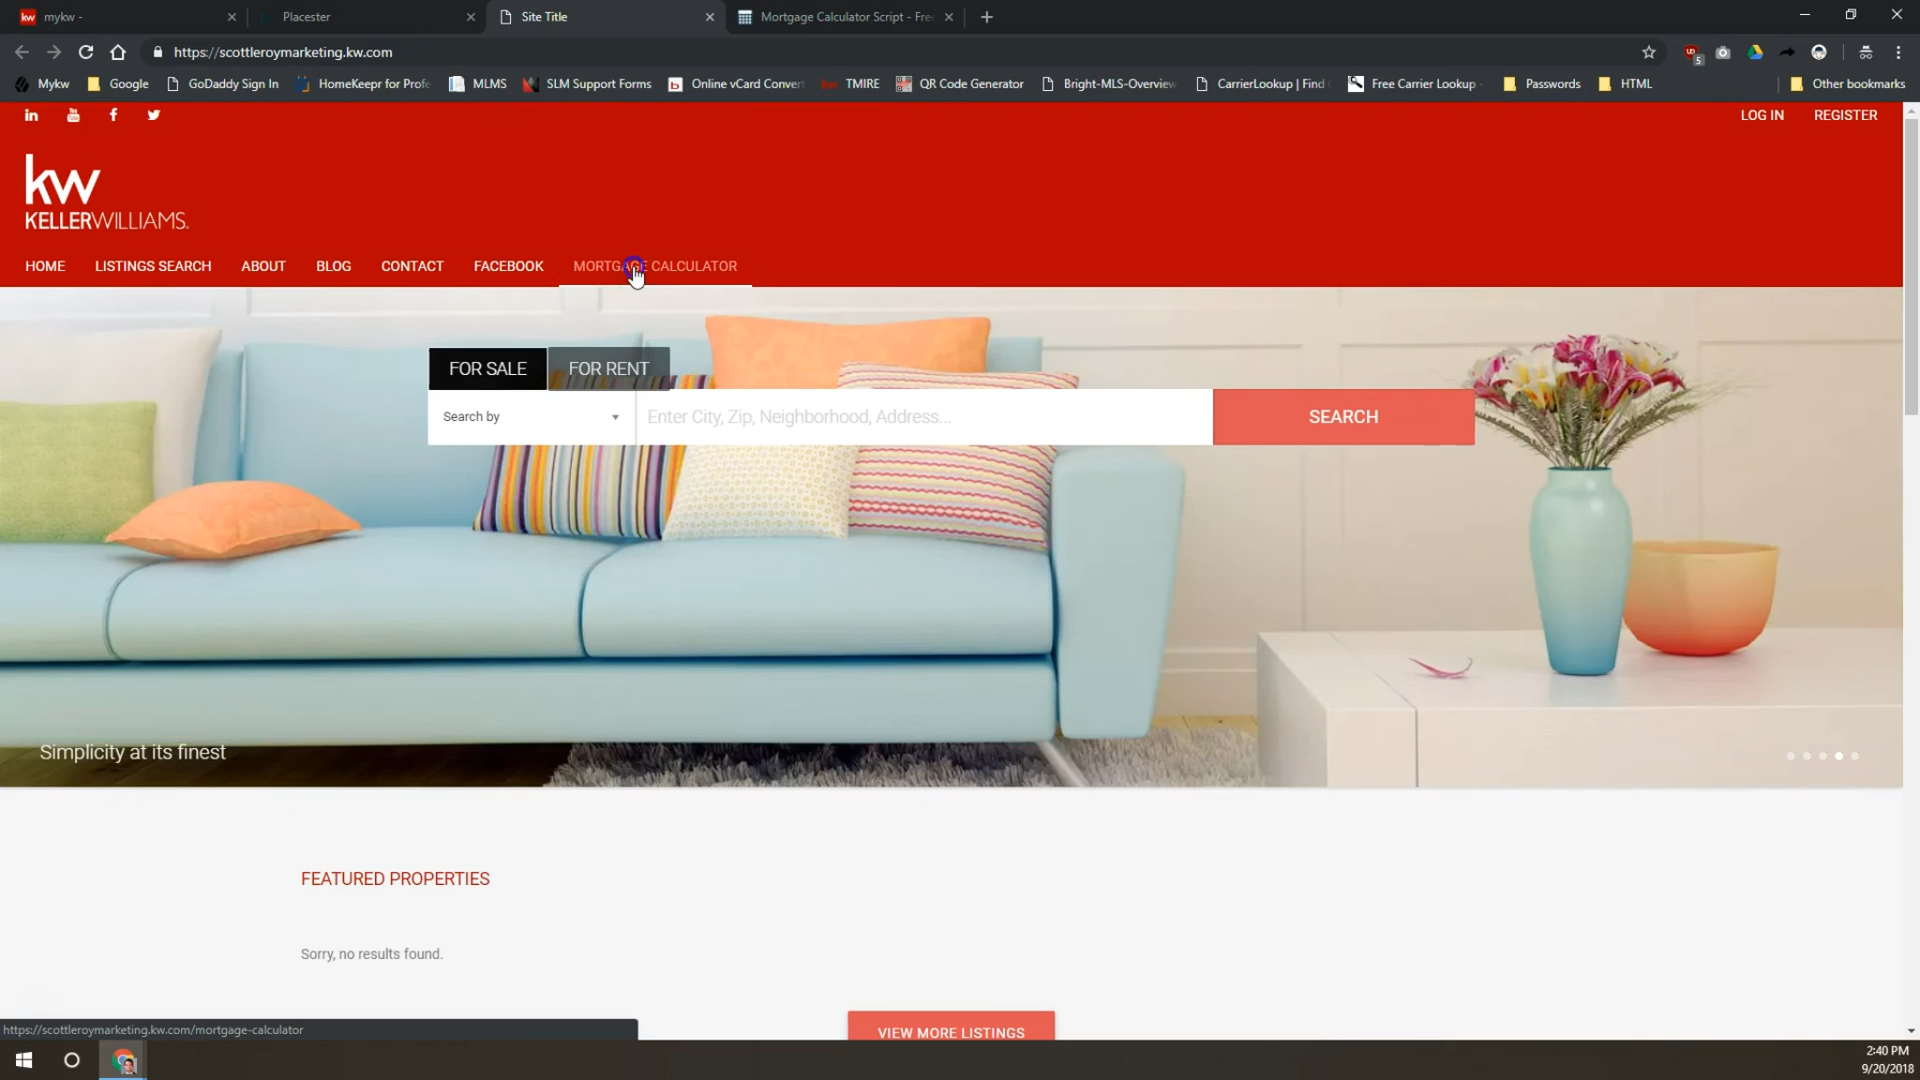 kw mykw -
Placester
Site Title
Mortgage Calculator Script - Fre
https://scottleroymarketing.kw.com
5
Mykw
Google
GoDaddy Sign In
HomeKeepr for Profe
MLMS
SLM Support Forms
Online vCard Convert
TMIRE
QR Code Generator
Bright-MLS-Overview
CarrierLookup | Find
Free Carrier Lookup -
Passwords
HTML
Other bookmarks
LOG IN
REGISTER
kw
KELLERWILLIAMS.
HOME
LISTINGS SEARCH
ABOUT
BLOG
CONTACT
FACEBOOK
MORTGAGE CALCULATOR
FOR SALE
FOR RENT
Search by
Enter City, Zip, Neighborhood, Address...
SEARCH
Simplicity at its finest
FEATURED PROPERTIES
Sorry, no results found.
VIEW MORE LISTINGS
https://scottleroymarketing.kw.com/mortgage-calculator
2:40 PM
9/20/2018